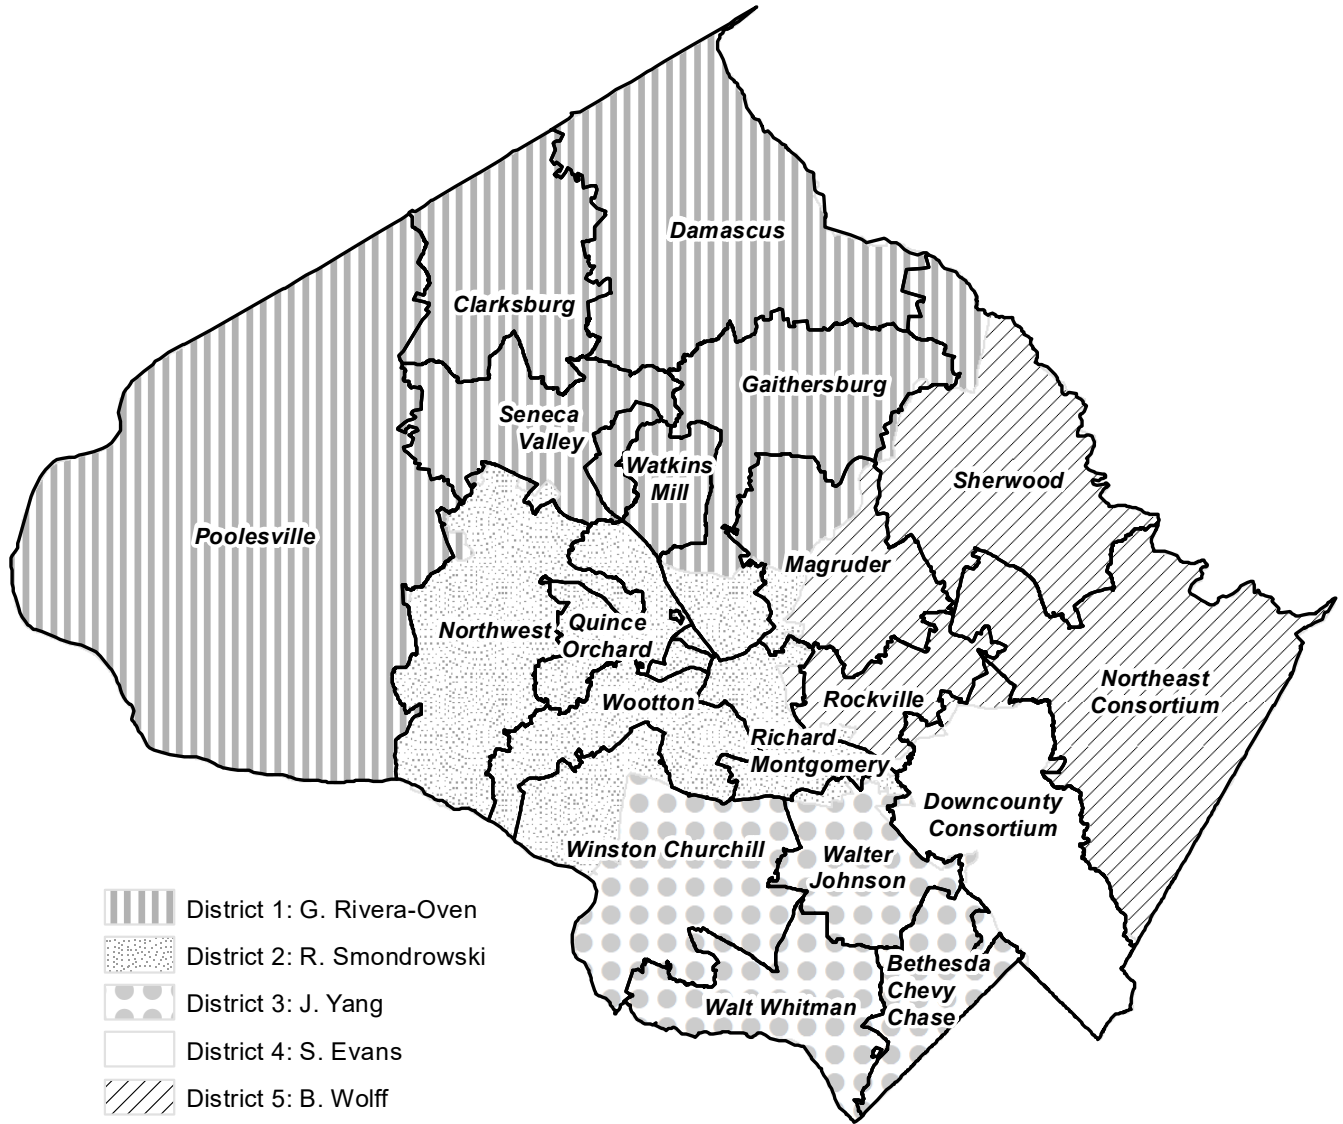 Damascus
Clarksburg
Gaithersburg
Seneca
Valley
Watkins
Mill
Sherwood
Poolesville
Magruder
Northwest
Quince
Orchard
Northeast
Consortium
Wootton
Rockville
Richard
Montgomery
Downcounty
Consortium
Winston Churchill
Walter
Johnson
Bethesda
Chevy
Chase
Walt Whitman
District 1: G. Rivera-Oven
District 2: R. Smondrowski
District 3: J. Yang
District 4: S. Evans
District 5: B. Wolff